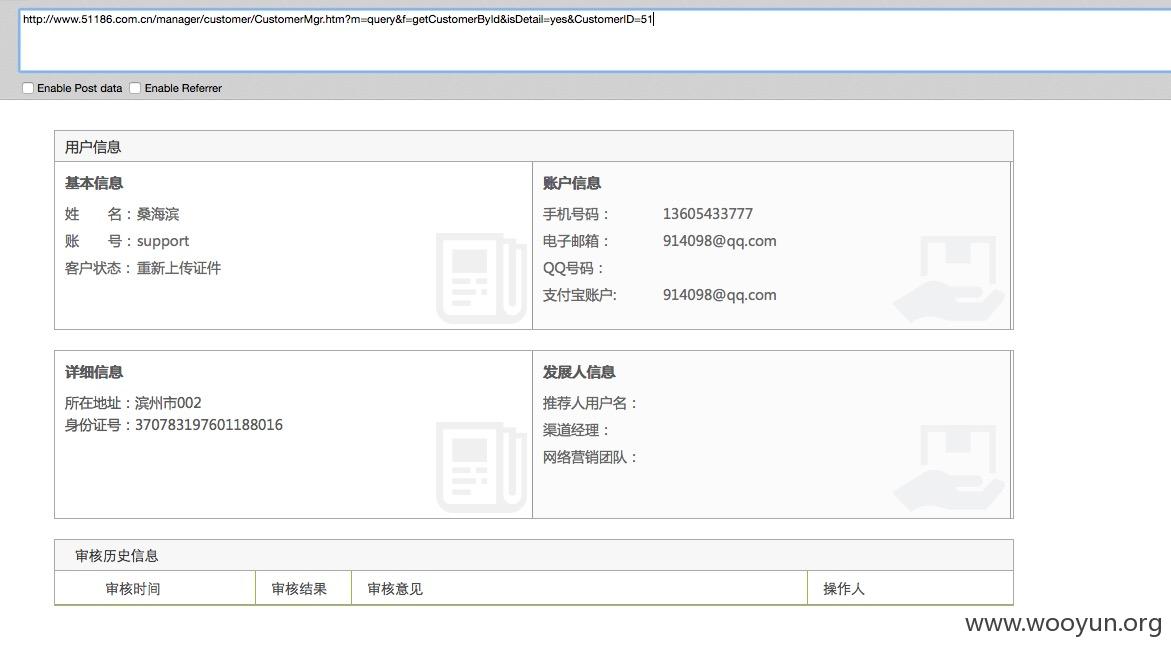 http://www.51186.com.cn/manager/customer/CustomerMgr.htm?m=query&f=getCustomerById&isDetail=yes&CustomerID=51
Enable Post data Enable Referrer
用户信息
基本信息
姓 名：桑海滨
账 号：support
客户状态：重新上传证件
账户信息
手机号码： 13605433777
电子邮箱： 914098@qq.com
QQ号码：
支付宝账户: 914098@qq.com
详细信息
所在地址：滨州市002
身份证号：370783197601188016
发展人信息
推荐人用户名：
渠道经理：
网络营销团队：
审核历史信息
审核时间 审核结果 审核意见 操作人
www.wooyun.org